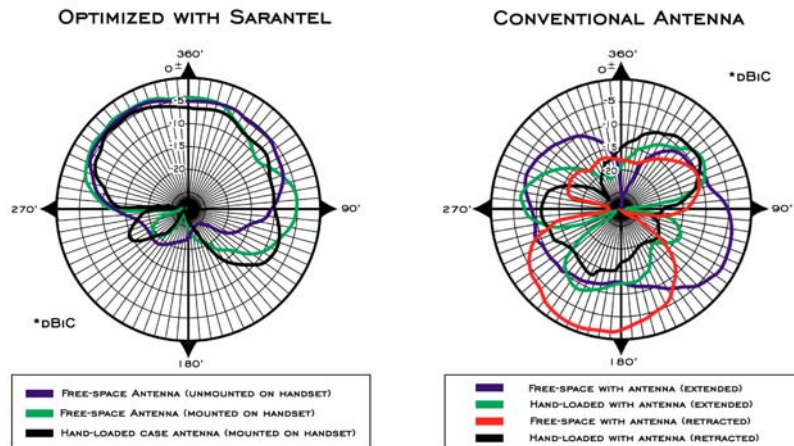 Optimized with Sarantel
360'
0±
-5
-10
-15
-20
270'
90'
180'
*dBiC
Free-space Antenna (unmounted on handset)
Free-space Antenna (mounted on handset)
Hand-loaded case antenna (mounted on handset)
Conventional Antenna
360'
*dBiC
0±
-5
-10
-15
-20
270'
90'
180'
Free-space with antenna (extended)
Hand-loaded with antenna (extended)
Free-space with antenna (retracted)
Hand-loaded with antenna (retracted)